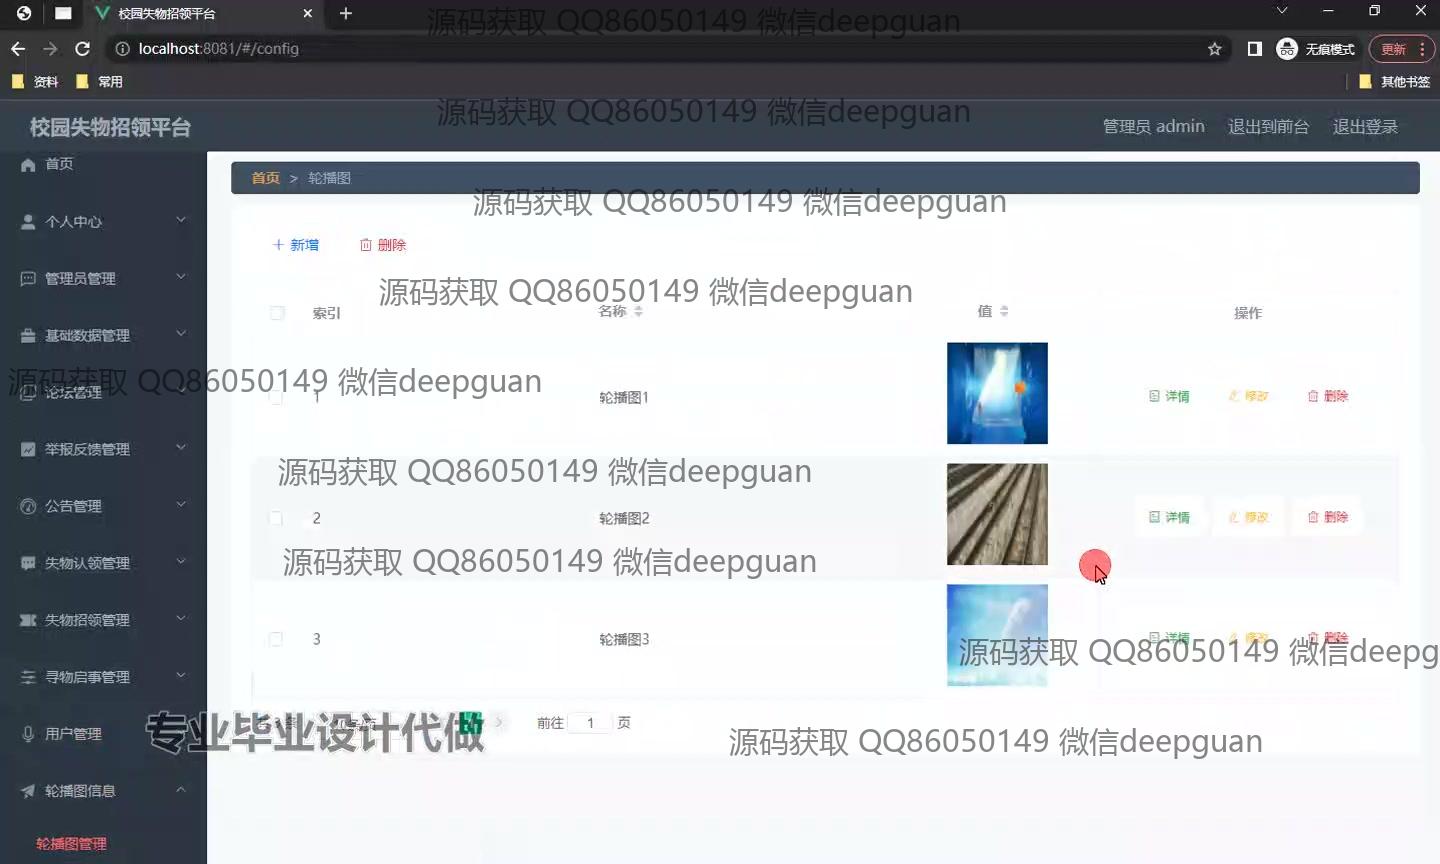 校园失物招领平台
localhost:8081/#/config
无痕模式
更新
资料
常用
其他书签
源码获取 QQ86050149 微信deepguan
源码获取 QQ86050149 微信deepguan
校园失物招领平台
管理员 admin
退出到前台
退出登录
首页
个人中心
管理员管理
基础数据管理
论坛管理
举报反馈管理
公告管理
失物认领管理
失物招领管理
寻物启事管理
用户管理
轮播图信息
轮播图管理
首页 > 轮播图
源码获取 QQ86050149 微信deepguan
新增
删除
源码获取 QQ86050149 微信deepguan
索引
名称
值
操作
源码获取 QQ86050149 微信deepguan
1
轮播图1
详情
修改
删除
源码获取 QQ86050149 微信deepguan
2
轮播图2
详情
修改
删除
源码获取 QQ86050149 微信deepguan
3
轮播图3
详情
修改
删除
源码获取 QQ86050149 微信deepg
专业毕业设计代做
前往 1 页
源码获取 QQ86050149 微信deepguan